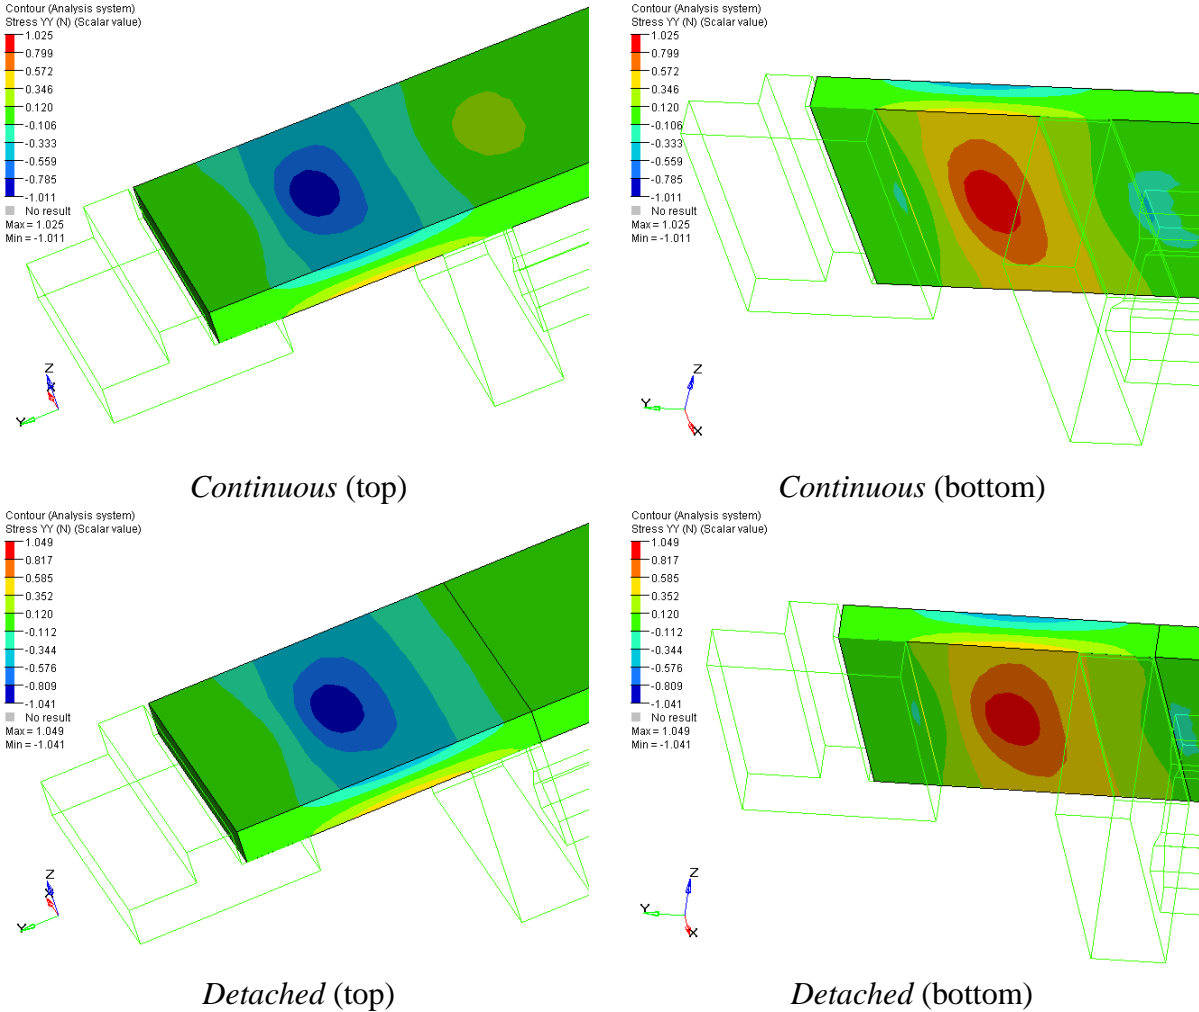 Contour (Analysis system)
Stress YY (N) (Scalar value)
1.025
0.799
0.572
0.346
0.120
-0.106
-0.333
-0.559
-0.785
-1.011
No result
Max = 1.025
Min = -1.011
Z
X
Y
Continuous (top)
Contour (Analysis system)
Stress YY (N) (Scalar value)
1.025
0.799
0.572
0.346
0.120
-0.106
-0.333
-0.559
-0.785
-1.011
No result
Max = 1.025
Min = -1.011
Z
Y
X
Continuous (bottom)
Contour (Analysis system)
Stress YY (N) (Scalar value)
1.049
0.817
0.585
0.352
0.120
-0.112
-0.344
-0.576
-0.809
-1.041
No result
Max = 1.049
Min = -1.041
Z
X
Y
Detached (top)
Contour (Analysis system)
Stress YY (N) (Scalar value)
1.049
0.817
0.585
0.352
0.120
-0.112
-0.344
-0.576
-0.809
-1.041
No result
Max = 1.049
Min = -1.041
Z
Y
X
Detached (bottom)